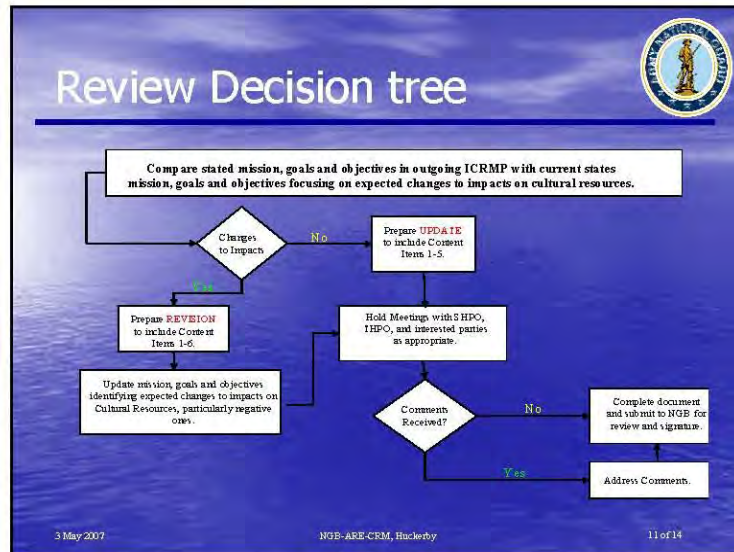 ARMY NATIONAL GUARD
Review Decision tree
Compare stated mission, goals and objectives in outgoing ICRMP with current states
mission, goals and objectives focusing on expected changes to impacts on cultural resources.
Changes
to Impacts
No
Prepare UPDATE
to include Content
Items 1-5.
Yes
Prepare REVISION
to include Content
Items 1-6.
Hold Meetings with SHPO,
THPO, and interested parties
as appropriate.
Update mission, goals and objectives
identifying expected changes to impacts on
Cultural Resources, particularly negative
ones.
Comments
Received?
No
Complete document
and submit to NGB for
review and signature.
Yes
Address Comments.
3 May 2007
NGB-ARE-CRM, Huckerby
11 of 14